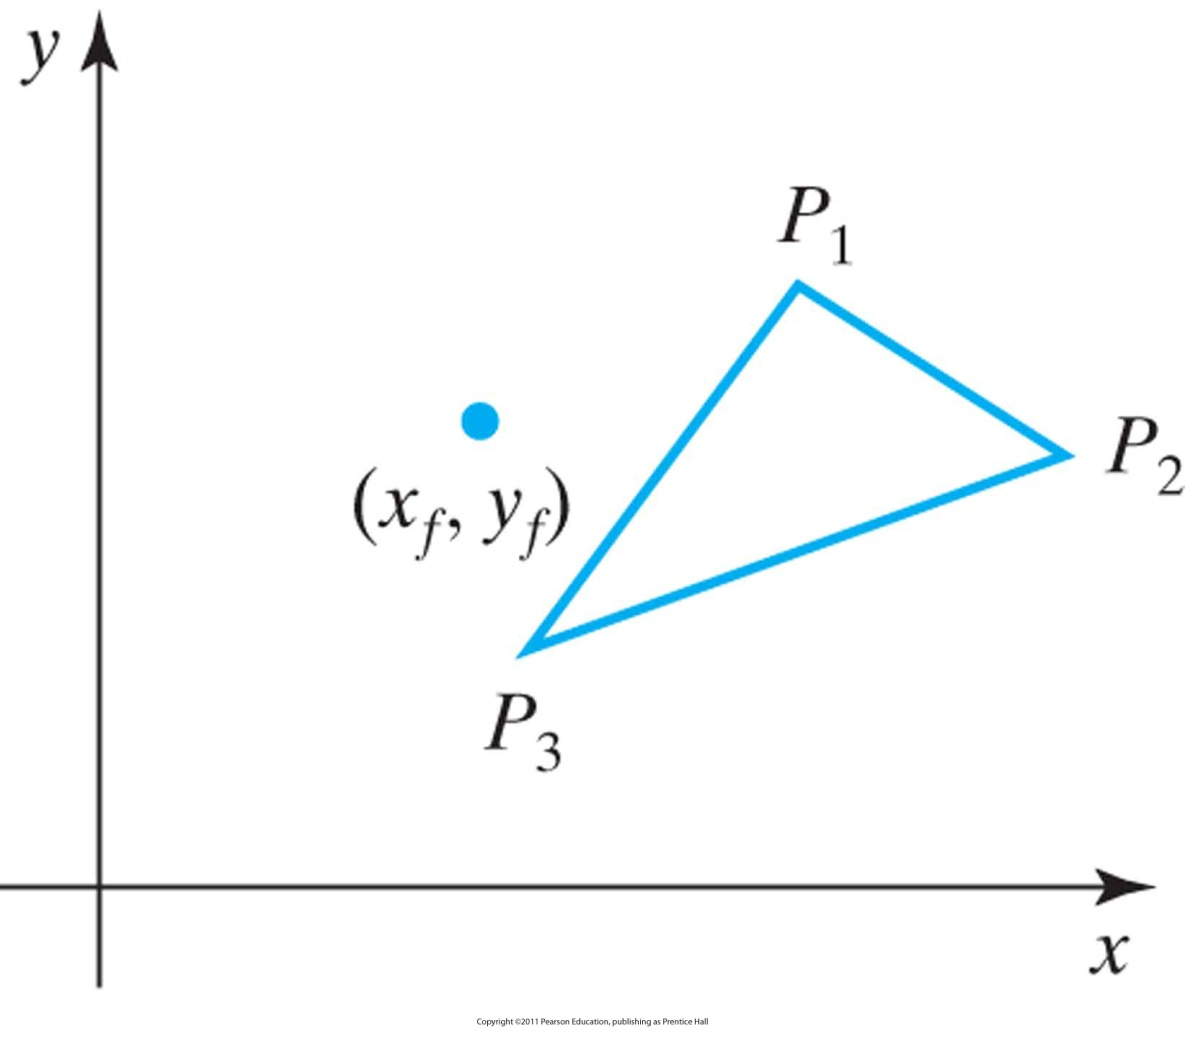 y
P1
P2
(xf, yf)
P3
x
Copyright ©2011 Pearson Education, publishing as Prentice Hall